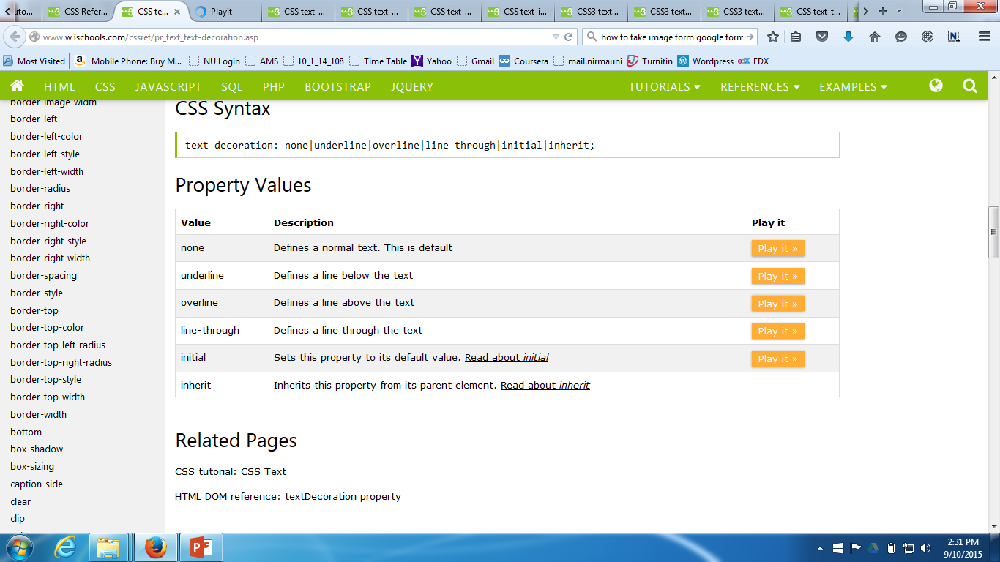 utor...
CSS Refer...
CSS te...
Playit
CSS text-...
CSS text-...
CSS text -...
CSS text-i...
CSS3 text...
CSS3 text...
CSS3 text...
CSS text-t...
www.w3schools.com/cssref/pr_text_text-decoration.asp
how to take image form google form
Most Visited
Mobile Phone: Buy M...
NU Login
AMS
10_1_14_108
Time Table
Yahoo
Gmail
Coursera
mail.nirmauni
Turnitin
Wordpress
EDX
HTML
CSS
JAVASCRIPT
SQL
PHP
BOOTSTRAP
JQUERY
TUTORIALS
REFERENCES
EXAMPLES
border-image-width
border-left
border-left-color
border-left-style
border-left-width
border-radius
border-right
border-right-color
border-right-style
border-right-width
border-spacing
border-style
border-top
border-top-color
border-top-left-radius
border-top-right-radius
border-top-style
border-top-width
border-width
bottom
box-shadow
box-sizing
caption-side
clear
clip
CSS Syntax
text-decoration: none|underline|overline|line-through|initial|inherit;
Property Values
Value Description Play it
none Defines a normal text. This is default Play it »
underline Defines a line below the text Play it »
overline Defines a line above the text Play it »
line-through Defines a line through the text Play it »
initial Sets this property to its default value. Read about initial Play it »
inherit Inherits this property from its parent element. Read about inherit
Related Pages
CSS tutorial: CSS Text
HTML DOM reference: textDecoration property
2:31 PM
9/10/2015